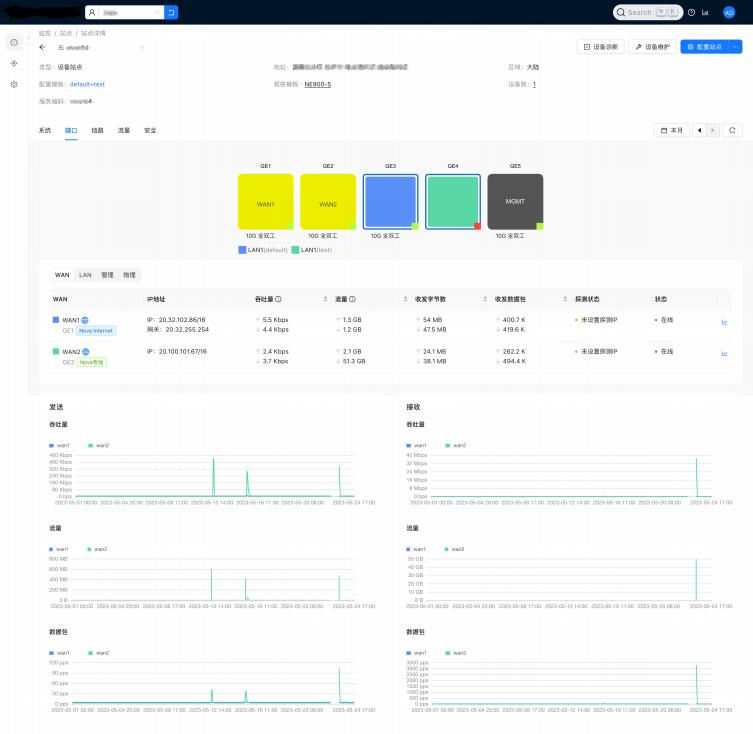 Search ⌘ K
AD
监控 / 站点 / 站点详情
设备诊断 设备维护 配置站点 ···
类型：设备站点 地址： 区域：大陆
配置模板：default+test 规格模板：NE900-5 设备数：1
服务编码：
系统 端口 链路 流量 安全
本月
GE1 GE2 GE3 GE4 GE5
WAN1 WAN2 MGMT
10G 全双工 10G 全双工 10G 全双工 10G 全双工
LAN1(default) LAN1(test)
WAN LAN 管理 物理
WAN IP地址 吞吐量 流量 收发字节数 收发数据包 探测状态 状态
WAN1 IP：20.32.102.86/16 ↑ 5.5 Kbps ↑ 1.3 GB ↑ 54 MB ↑ 400.7 K 未设置探测IP 在线
GE1 Nova Internet 网关：20.32.255.254 ↓ 4.4 Kbps ↓ 1.2 GB ↓ 47.5 MB ↓ 419.6 K
WAN2 IP：20.100.101.67/16 ↑ 2.4 Kbps ↑ 2.1 GB ↑ 24.1 MB ↑ 262.2 K 未设置探测IP 在线
GE2 Nova专线 ↓ 3.7 Kbps ↓ 51.3 GB ↓ 38.1 MB ↓ 494.4 K
发送
吞吐量
wan1 wan2
480 Kbps
400 Kbps
320 Kbps
240 Kbps
160 Kbps
80 Kbps
0 bps
2023-05-01 00:00 2023-05-04 20:00 2023-05-08 17:00 2023-05-12 14:00 2023-05-16 11:00 2023-05-20 08:00 2023-05-24 17:00
流量
wan1 wan2
800 MB
600 MB
400 MB
200 MB
0 B
2023-05-01 00:00 2023-05-04 20:00 2023-05-08 17:00 2023-05-12 14:00 2023-05-16 11:00 2023-05-20 08:00 2023-05-24 17:00
数据包
wan1 wan2
120 pps
90 pps
60 pps
30 pps
0 pps
2023-05-01 00:00 2023-05-04 20:00 2023-05-08 17:00 2023-05-12 14:00 2023-05-16 11:00 2023-05-20 08:00 2023-05-24 17:00
接收
吞吐量
wan1 wan2
40 Mbps
32 Mbps
24 Mbps
16 Mbps
8 Mbps
0 bps
2023-05-01 00:00 2023-05-04 20:00 2023-05-08 17:00 2023-05-12 14:00 2023-05-16 11:00 2023-05-20 08:00 2023-05-24 17:00
流量
wan1 wan2
50 GB
40 GB
30 GB
20 GB
10 GB
0 B
2023-05-01 00:00 2023-05-04 20:00 2023-05-08 17:00 2023-05-12 14:00 2023-05-16 11:00 2023-05-20 08:00 2023-05-24 17:00
数据包
wan1 wan2
3500 pps
3000 pps
2500 pps
2000 pps
1500 pps
1000 pps
500 pps
0 pps
2023-05-01 00:00 2023-05-04 20:00 2023-05-08 17:00 2023-05-12 14:00 2023-05-16 11:00 2023-05-20 08:00 2023-05-24 17:00